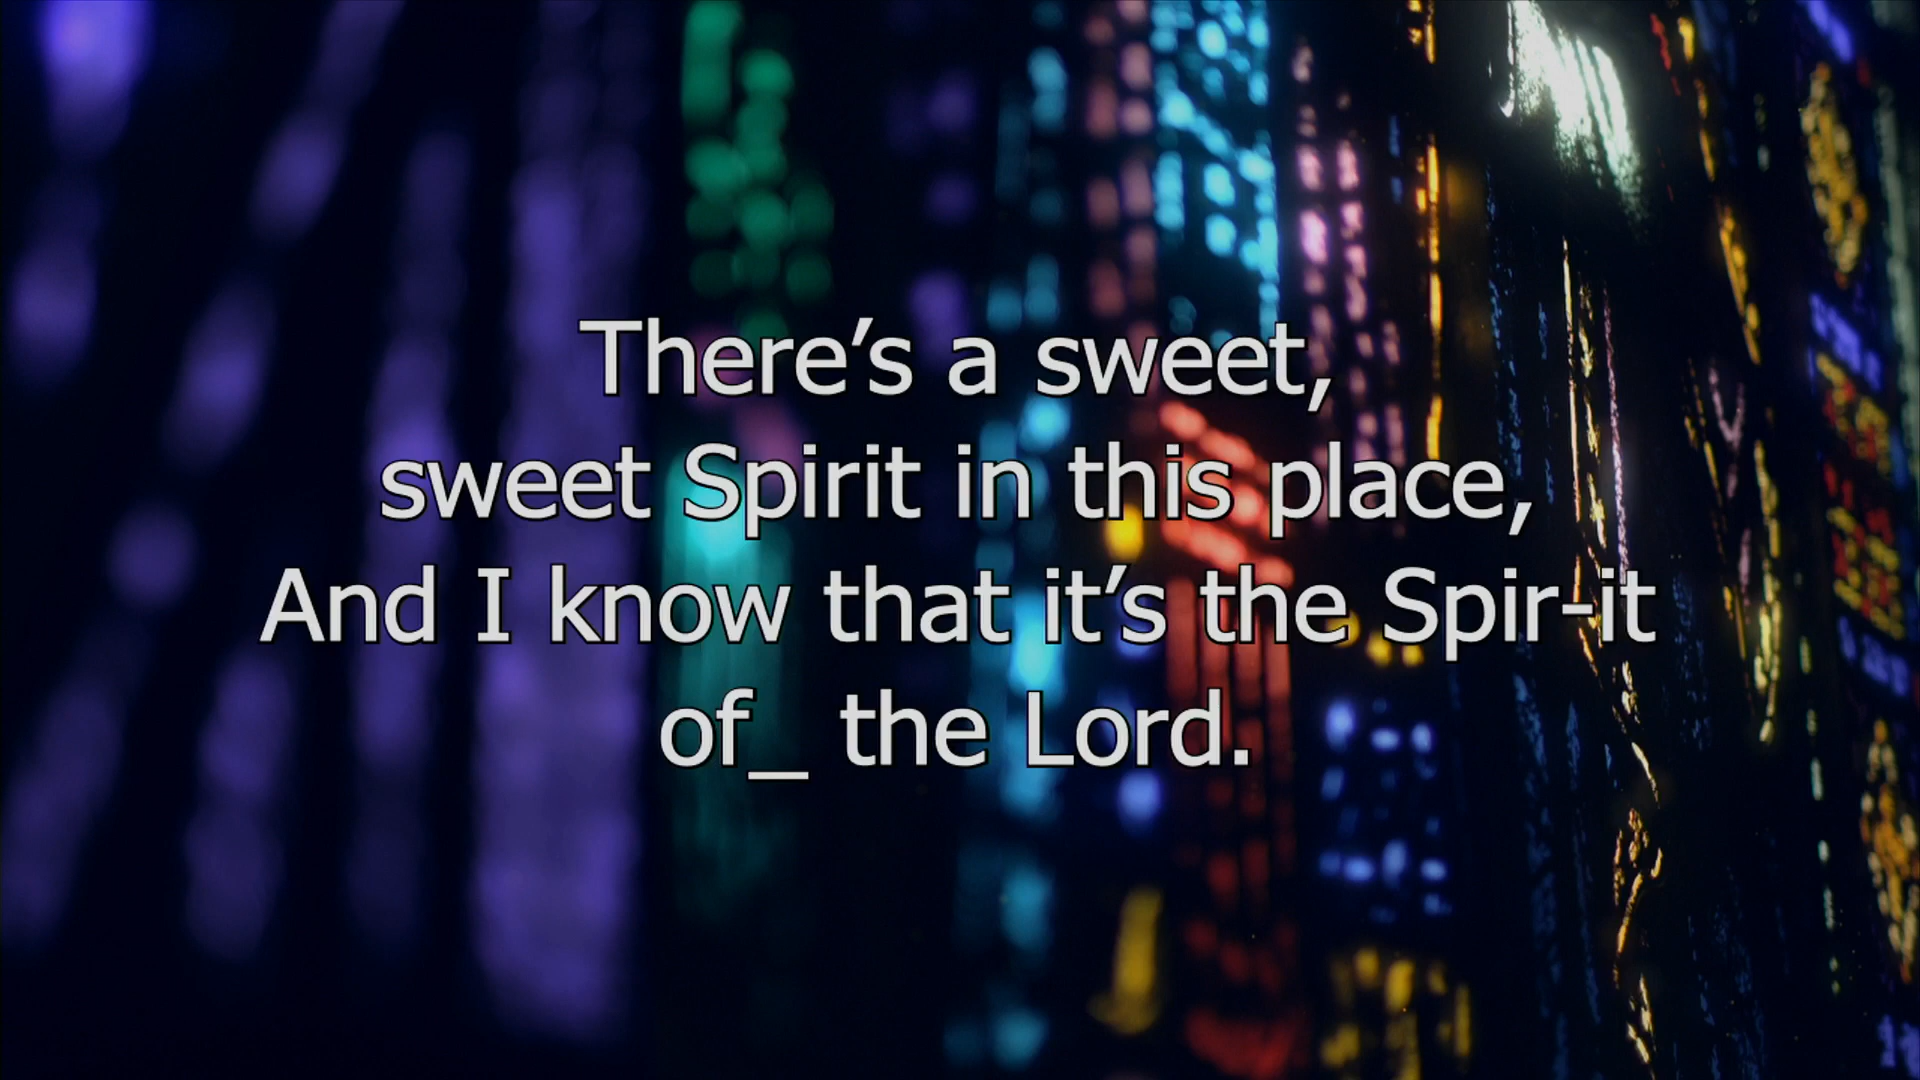 There’s a sweet,
sweet Spirit in this place,
And I know that it’s the Spir-it
of_ the Lord.